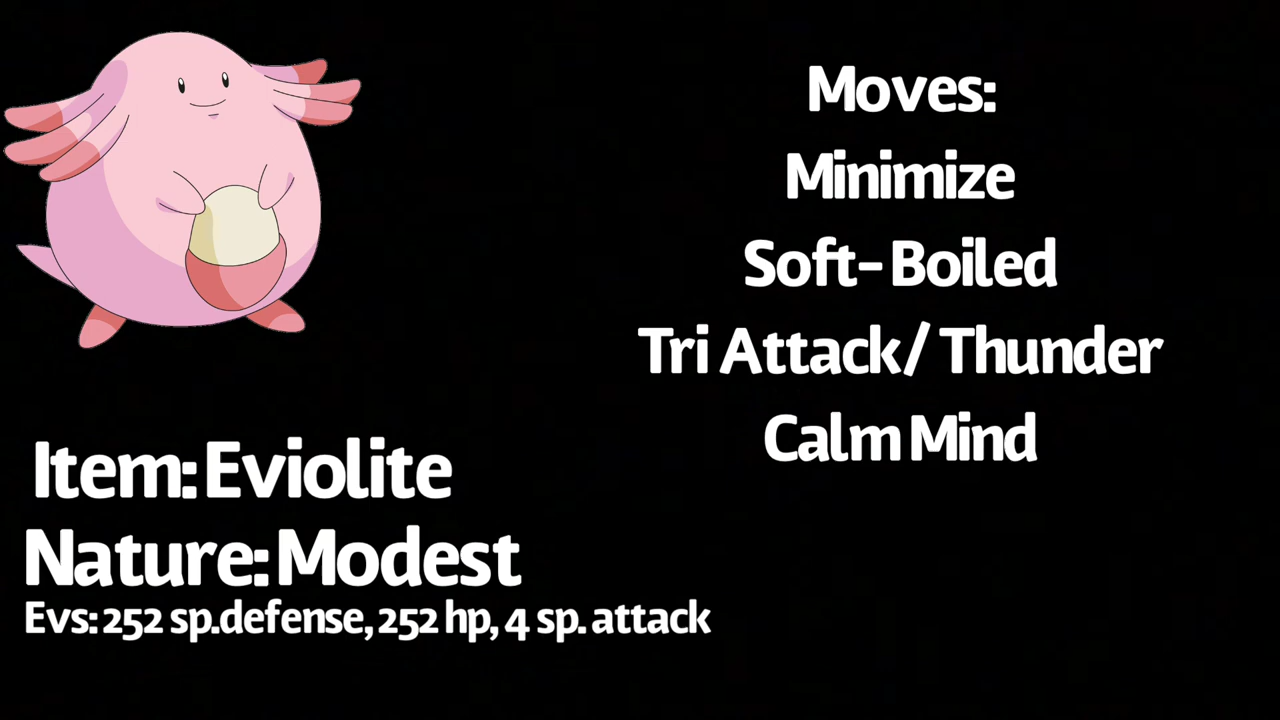 Moves:
Minimize
Soft-Boiled
Tri Attack/ Thunder
Calm Mind
Item: Eviolite
Nature: Modest
Evs: 252 sp.defense, 252 hp, 4 sp. attack